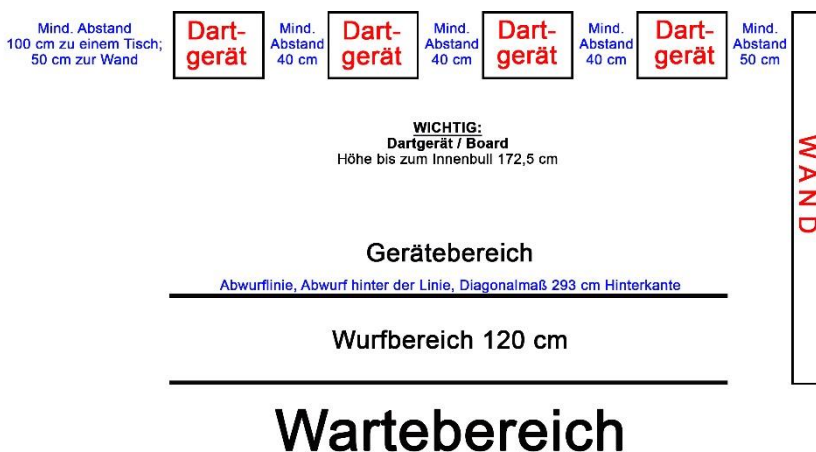 Mind. Abstand
100 cm zu einem Tisch;
50 cm zur Wand
Dart-
gerät
Mind.
Abstand
40 cm
Dart-
gerät
Mind.
Abstand
40 cm
Dart-
gerät
Mind.
Abstand
40 cm
Dart-
gerät
Mind.
Abstand
50 cm
WAND
WICHTIG:
Dartgerät / Board
Höhe bis zum Innenbull 172,5 cm
Gerätebereich
Abwurflinie, Abwurf hinter der Linie, Diagonalmaß 293 cm Hinterkante
Wurfbereich 120 cm
Wartebereich